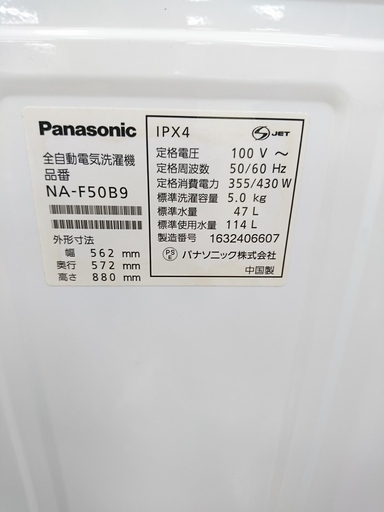 Panasonic
全自動電気洗濯機
品番
NA-F50B9
外形寸法
幅 562 mm
奥行 572 mm
高さ 880 mm
IPX4
S JET
定格電圧 100 V ～
定格周波数 50/60 Hz
定格消費電力 355/430 W
標準洗濯容量 5.0 kg
標準水量 47 L
標準使用水量 114 L
製造番号 1632406607
PS E パナソニック株式会社
中国製